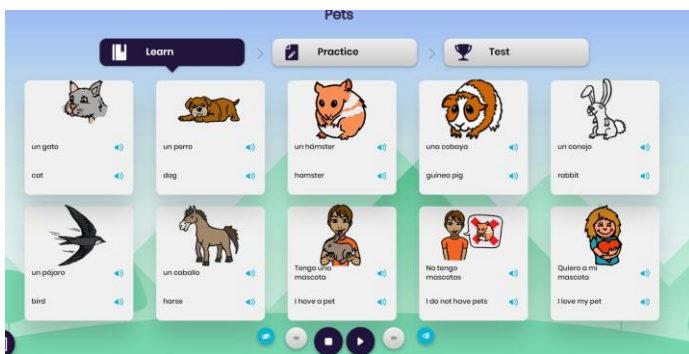 Pets
Learn
Practice
Test
un gato
cat
un perro
dog
un hámster
hamster
una cobaya
guinea pig
un conejo
rabbit
un pájaro
bird
un caballo
horse
Tengo una
mascota
I have a pet
No tengo
mascotas
I do not have pets
Quiero a mi
mascota
I love my pet